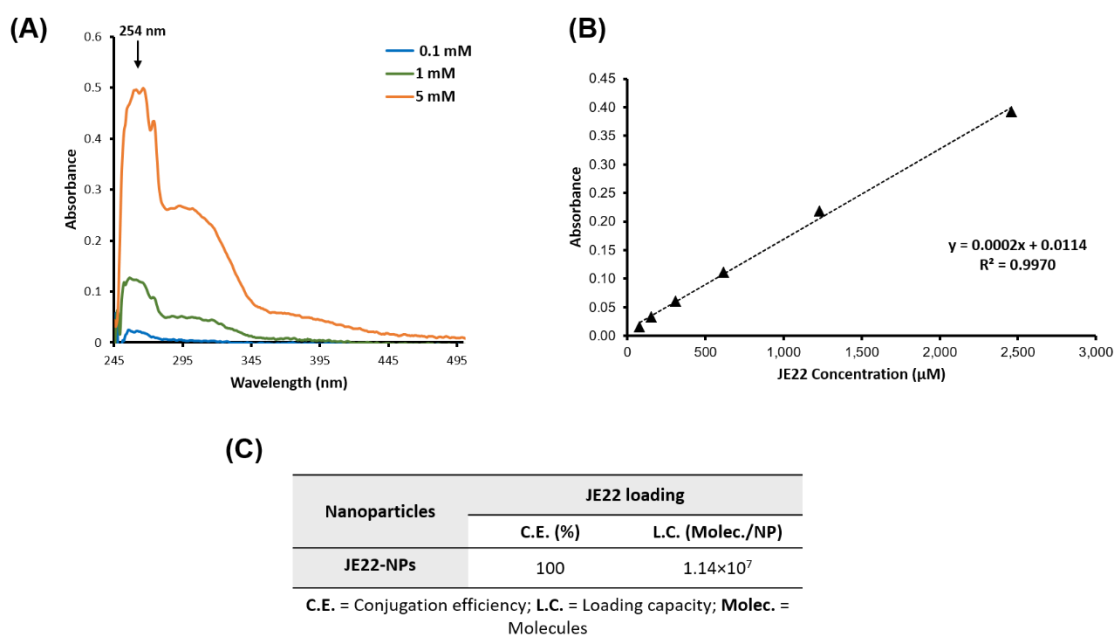 (A)
254 nm
0.6
0.5
0.4
0.3
0.2
0.1
0
Absorbance
245 295 345 395 445 495
Wavelength (nm)
0.1 mM
1 mM
5 mM
(B)
0.45
0.40
0.35
0.30
0.25
0.20
0.15
0.10
0.05
0.00
Absorbance
0 500 1,000 1,500 2,000 2,500 3,000
JE22 Concentration (µM)
y = 0.0002x + 0.0114
R² = 0.9970
(C)
Nanoparticles
JE22 loading
C.E. (%) L.C. (Molec./NP)
JE22-NPs 100 1.14×10⁷
C.E. = Conjugation efficiency; L.C. = Loading capacity; Molec. =
Molecules